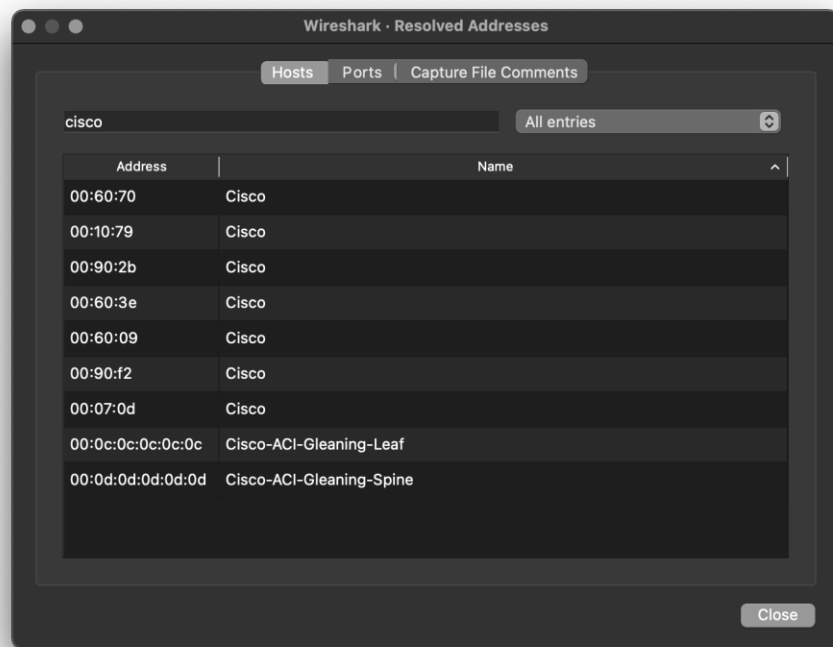 Wireshark · Resolved Addresses
Hosts Ports Capture File Comments
cisco All entries
Address Name
00:60:70 Cisco
00:10:79 Cisco
00:90:2b Cisco
00:60:3e Cisco
00:60:09 Cisco
00:90:f2 Cisco
00:07:0d Cisco
00:0c:0c:0c:0c:0c Cisco-ACI-Gleaning-Leaf
00:0d:0d:0d:0d:0d Cisco-ACI-Gleaning-Spine
Close